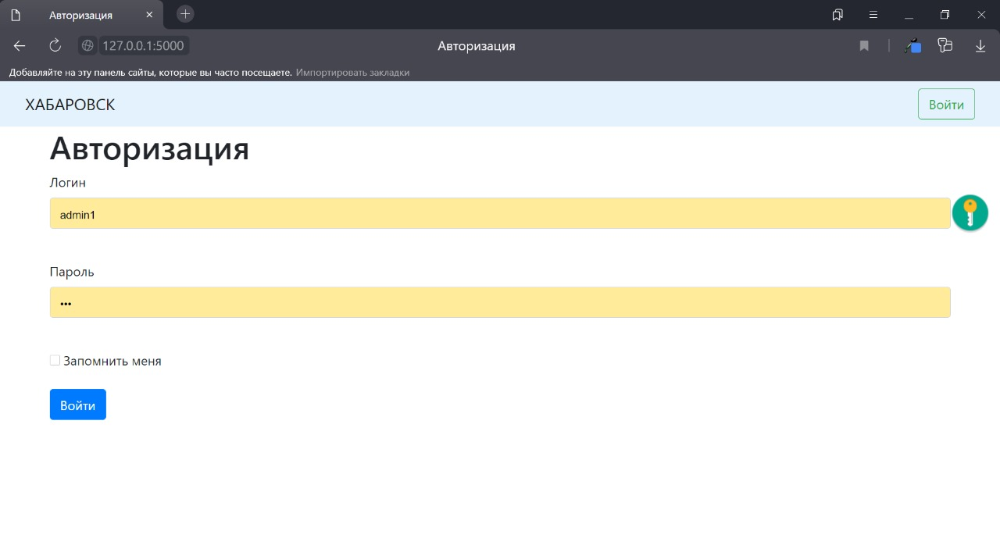 Авторизация
127.0.0.1:5000
Авторизация
Добавляйте на эту панель сайты, которые вы часто посещаете. Импортировать закладки
ХАБАРОВСК
Войти
Авторизация
Логин
admin1
Пароль
•••
Запомнить меня
Войти